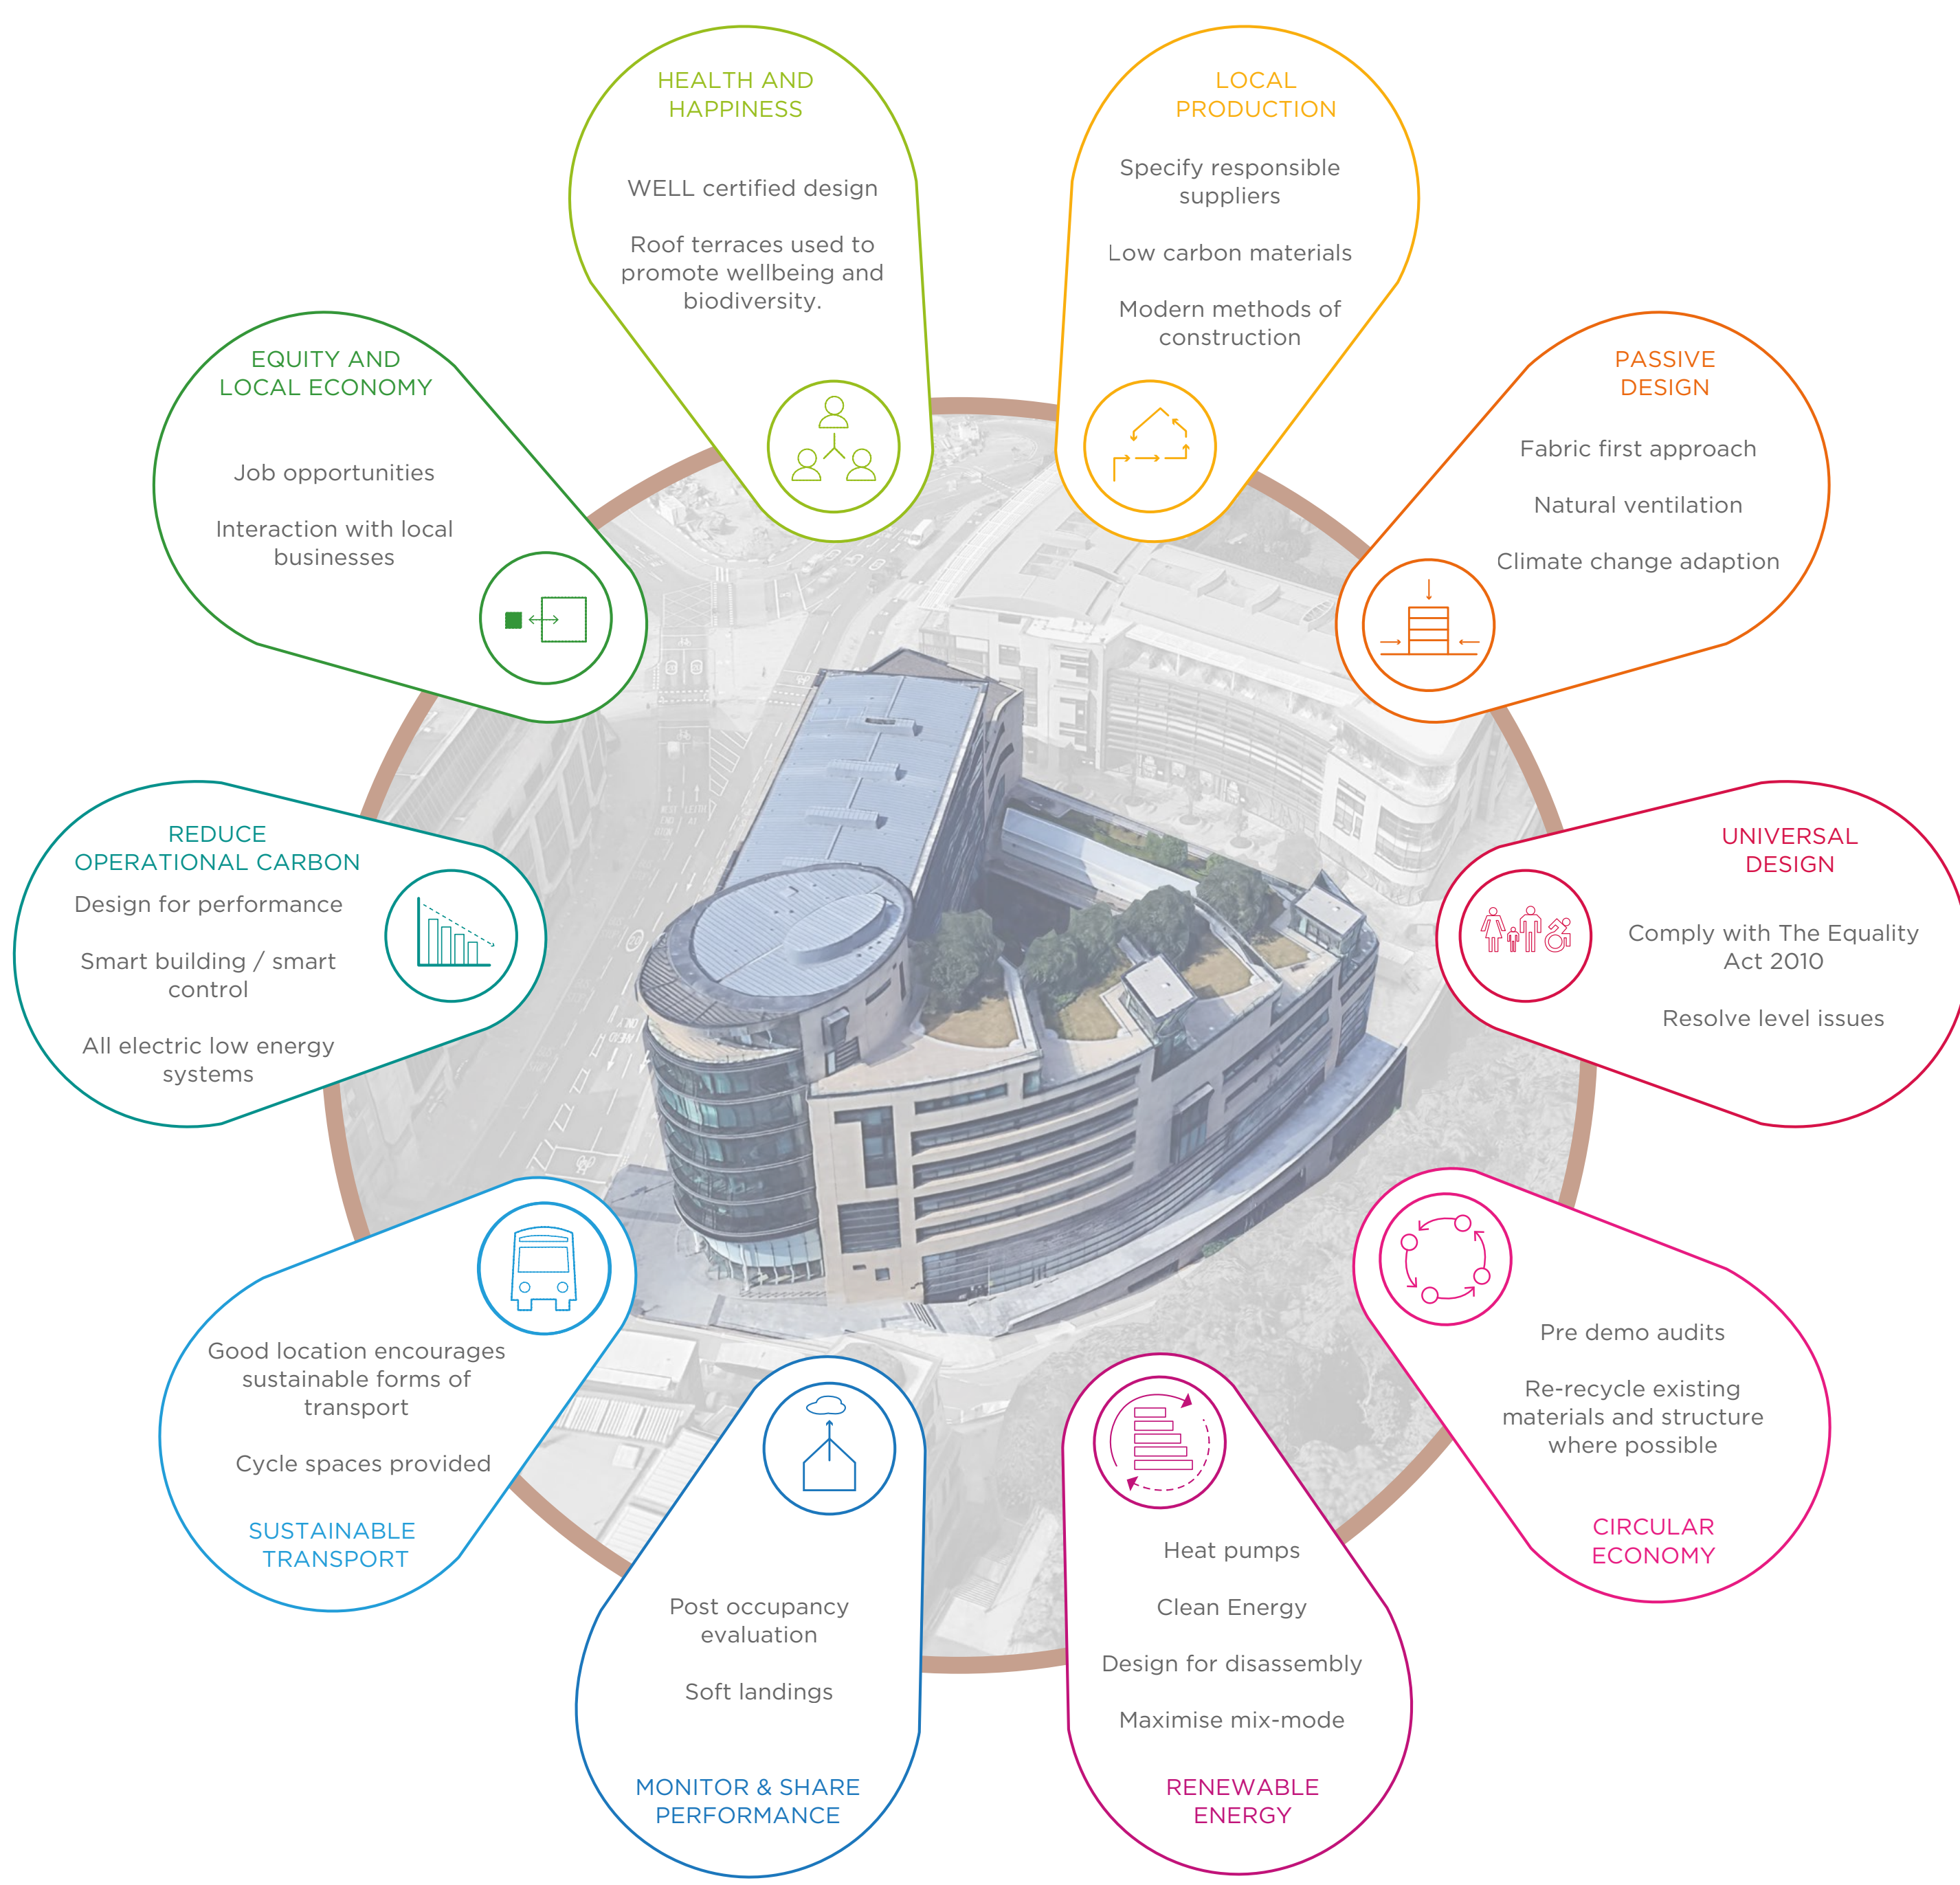 HEALTH AND
HAPPINESS
WELL certified design
Roof terraces used to
promote wellbeing and
biodiversity.
LOCAL
PRODUCTION
Specify responsible
suppliers
Low carbon materials
Modern methods of
construction
EQUITY AND
LOCAL ECONOMY
Job opportunities
Interaction with local
businesses
PASSIVE
DESIGN
Fabric first approach
Natural ventilation
Climate change adaption
REDUCE
OPERATIONAL CARBON
Design for performance
Smart building / smart
control
All electric low energy
systems
UNIVERSAL
DESIGN
Comply with The Equality
Act 2010
Resolve level issues
Good location encourages
sustainable forms of
transport
Cycle spaces provided
SUSTAINABLE
TRANSPORT
Pre demo audits
Re-recycle existing
materials and structure
where possible
CIRCULAR
ECONOMY
Post occupancy
evaluation
Soft landings
MONITOR & SHARE
PERFORMANCE
Heat pumps
Clean Energy
Design for disassembly
Maximise mix-mode
RENEWABLE
ENERGY